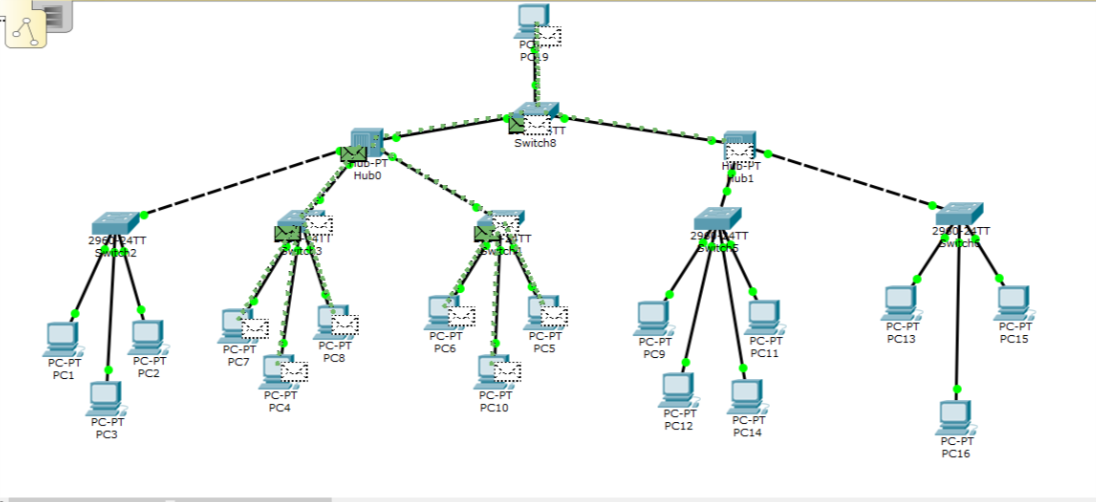 PC19
Switch8
Hub-PT
Hub0
Hub-PT
Hub1
2960-24TT
Switch2
Switch3
2960-24TT
Switch5
2960-24TT
PC-PT
PC1
PC-PT
PC2
PC-PT
PC3
PC-PT
PC7
PC-PT
PC4
PC-PT
PC8
PC-PT
PC6
PC-PT
PC10
PC-PT
PC5
PC-PT
PC9
PC-PT
PC12
PC-PT
PC14
PC-PT
PC11
PC-PT
PC13
PC-PT
PC16
PC-PT
PC15